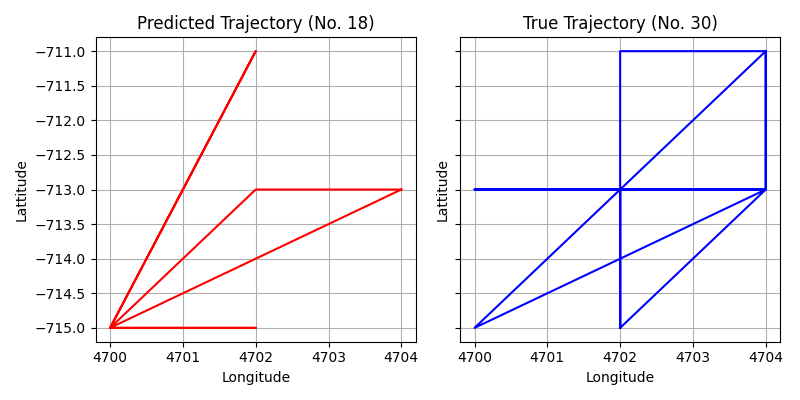 Predicted Trajectory (No. 18)
True Trajectory (No. 30)
−711.0
−711.5
−712.0
−712.5
−713.0
−713.5
−714.0
−714.5
−715.0
Lattitude
Lattitude
4700 4701 4702 4703 4704
4700 4701 4702 4703 4704
Longitude
Longitude